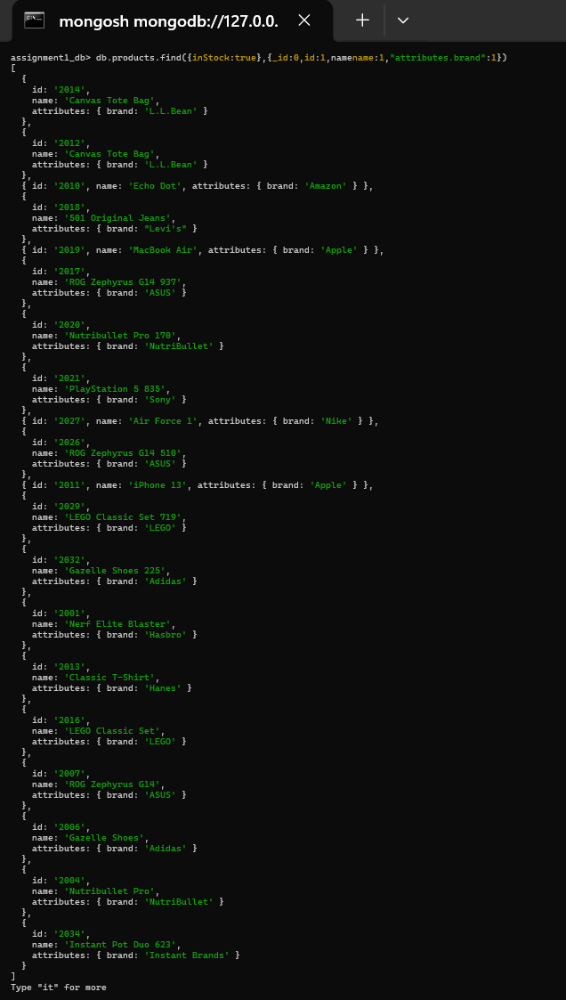 mongosh mongodb://127.0.0.
assignment1_db> db.products.find({inStock:true},{_id:0,id:1,namename:1,"attributes.brand":1})
[
  {
    id: '2014',
    name: 'Canvas Tote Bag',
    attributes: { brand: 'L.L.Bean' }
  },
  {
    id: '2012',
    name: 'Canvas Tote Bag',
    attributes: { brand: 'L.L.Bean' }
  },
  { id: '2010', name: 'Echo Dot', attributes: { brand: 'Amazon' } },
  {
    id: '2018',
    name: '501 Original Jeans',
    attributes: { brand: "Levi's" }
  },
  { id: '2019', name: 'MacBook Air', attributes: { brand: 'Apple' } },
  {
    id: '2017',
    name: 'ROG Zephyrus G14 937',
    attributes: { brand: 'ASUS' }
  },
  {
    id: '2020',
    name: 'Nutribullet Pro 170',
    attributes: { brand: 'NutriBullet' }
  },
  {
    id: '2021',
    name: 'PlayStation 5 835',
    attributes: { brand: 'Sony' }
  },
  { id: '2027', name: 'Air Force 1', attributes: { brand: 'Nike' } },
  {
    id: '2026',
    name: 'ROG Zephyrus G14 510',
    attributes: { brand: 'ASUS' }
  },
  { id: '2011', name: 'iPhone 13', attributes: { brand: 'Apple' } },
  {
    id: '2029',
    name: 'LEGO Classic Set 719',
    attributes: { brand: 'LEGO' }
  },
  {
    id: '2032',
    name: 'Gazelle Shoes 225',
    attributes: { brand: 'Adidas' }
  },
  {
    id: '2001',
    name: 'Nerf Elite Blaster',
    attributes: { brand: 'Hasbro' }
  },
  {
    id: '2013',
    name: 'Classic T-Shirt',
    attributes: { brand: 'Hanes' }
  },
  {
    id: '2016',
    name: 'LEGO Classic Set',
    attributes: { brand: 'LEGO' }
  },
  {
    id: '2007',
    name: 'ROG Zephyrus G14',
    attributes: { brand: 'ASUS' }
  },
  {
    id: '2006',
    name: 'Gazelle Shoes',
    attributes: { brand: 'Adidas' }
  },
  {
    id: '2004',
    name: 'Nutribullet Pro',
    attributes: { brand: 'NutriBullet' }
  },
  {
    id: '2034',
    name: 'Instant Pot Duo 623',
    attributes: { brand: 'Instant Brands' }
  }
]
Type "it" for more